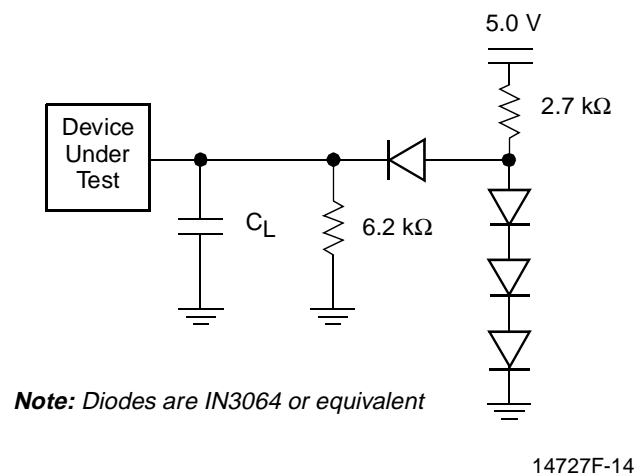 5.0 V
2.7 kΩ
Device
Under
Test
CL
6.2 kΩ
Note: Diodes are IN3064 or equivalent
14727F-14